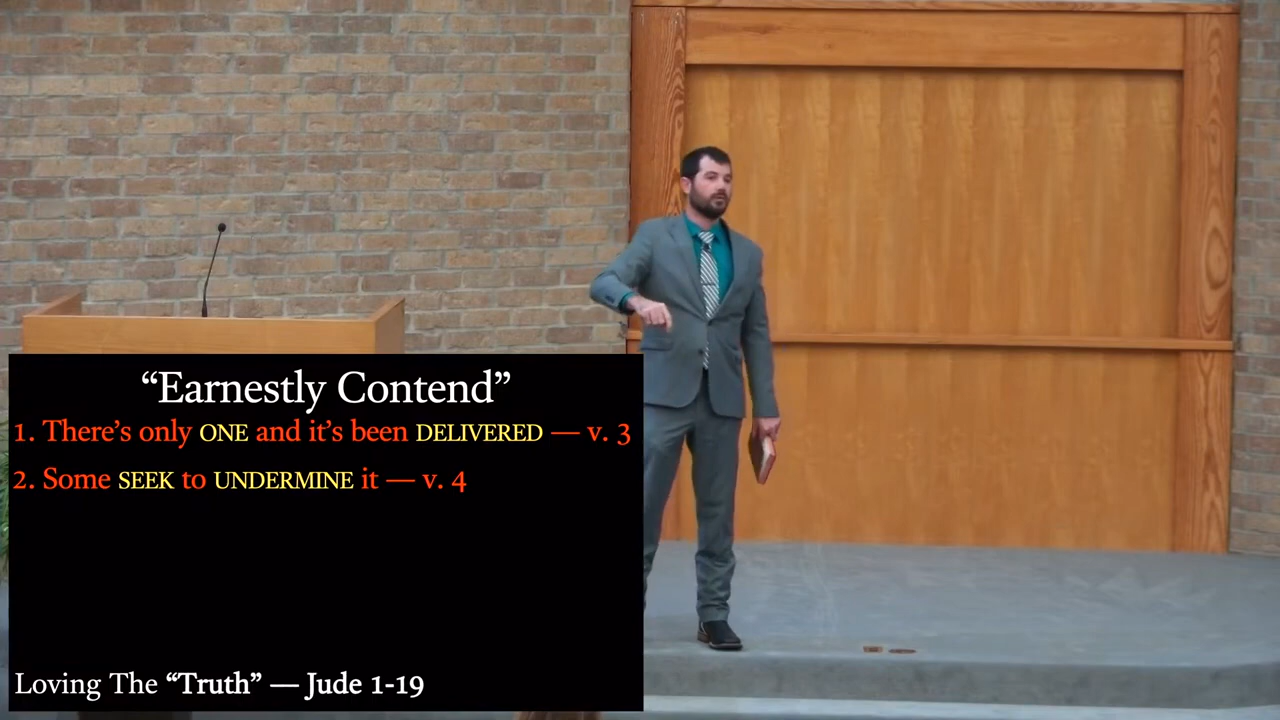 “Earnestly Contend”
1. There’s only ONE and it’s been DELIVERED — v. 3
2. Some SEEK to UNDERMINE it — v. 4
Loving The “Truth” — Jude 1-19